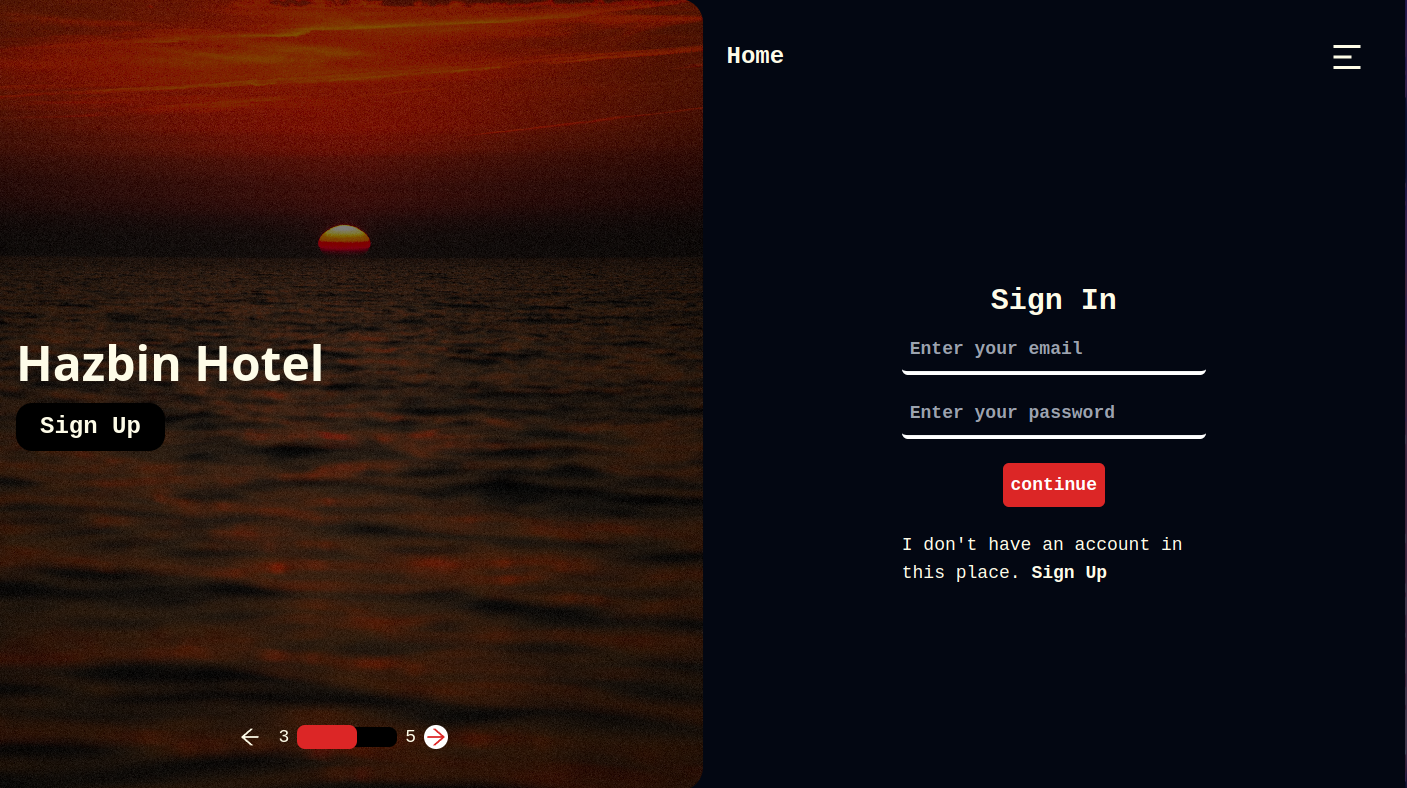 Home
Hazbin Hotel
Sign Up
3
5
Sign In
Enter your email
Enter your password
continue
I don't have an account in
this place. Sign Up